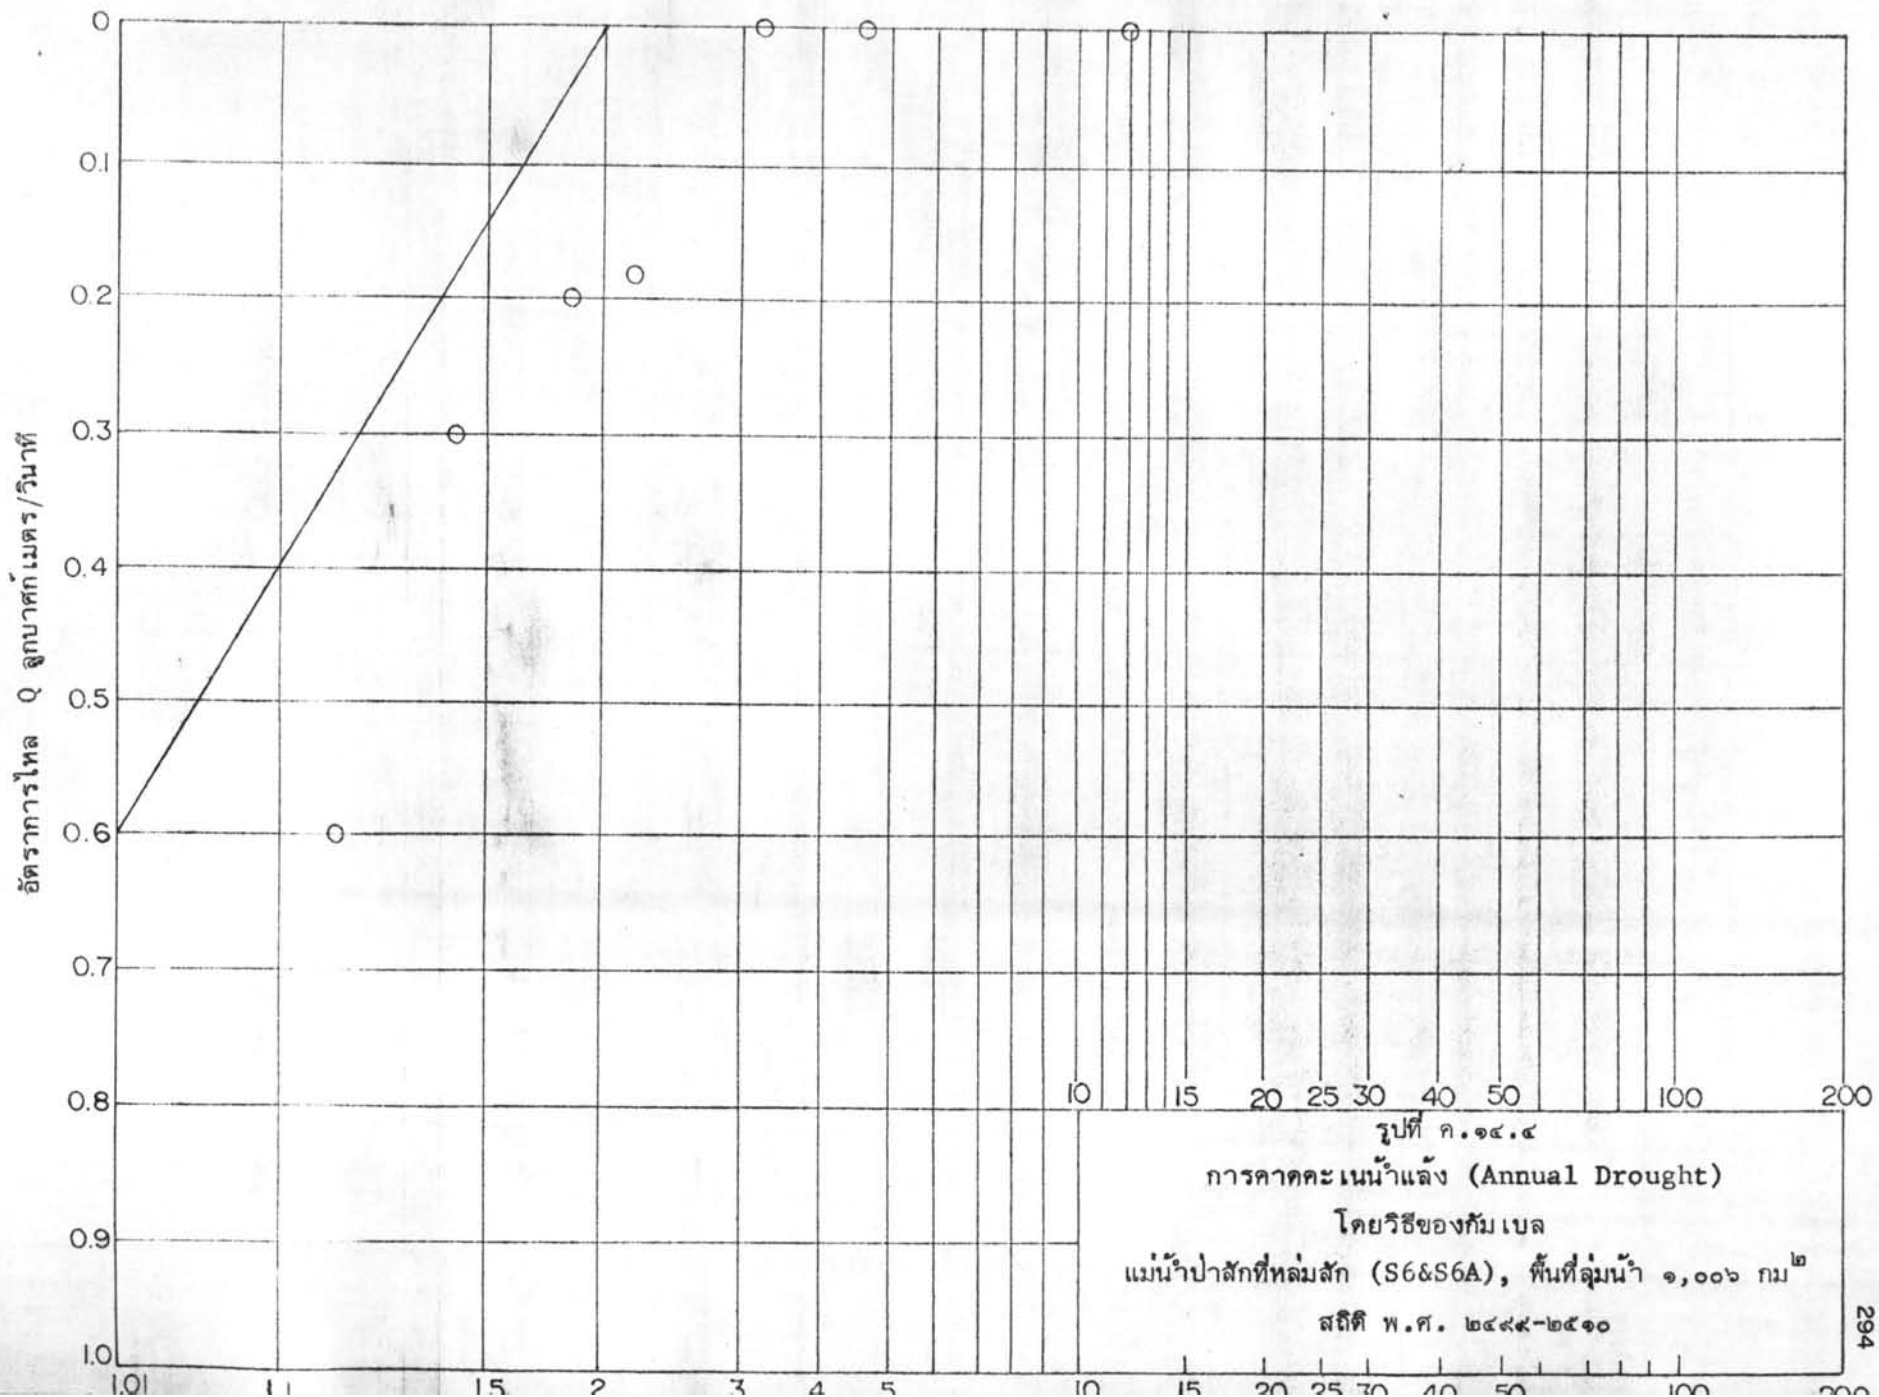 0
0.1
0.2
0.3
0.4
0.5
0.6
0.7
0.8
0.9
1.0
อัตราการไหล Q ลูกบาศก์เมตร/วินาที
10 15 20 25 30 40 50 100 200
รูปที่ ค.๑๔.๔
การคาดคะเนน้ำแล้ง (Annual Drought)
โดยวิธีของกัมเบล
แม่น้ำป่าสักที่หล่มสัก (S6&S6A), พื้นที่ลุ่มน้ำ ๑,๐๐๖ กม๒
สถิติ พ.ศ. ๒๔๙๙-๒๕๑๐
294
1.01 1.1 1.5 2 3 4 5 10 15 20 25 30 40 50 100 200